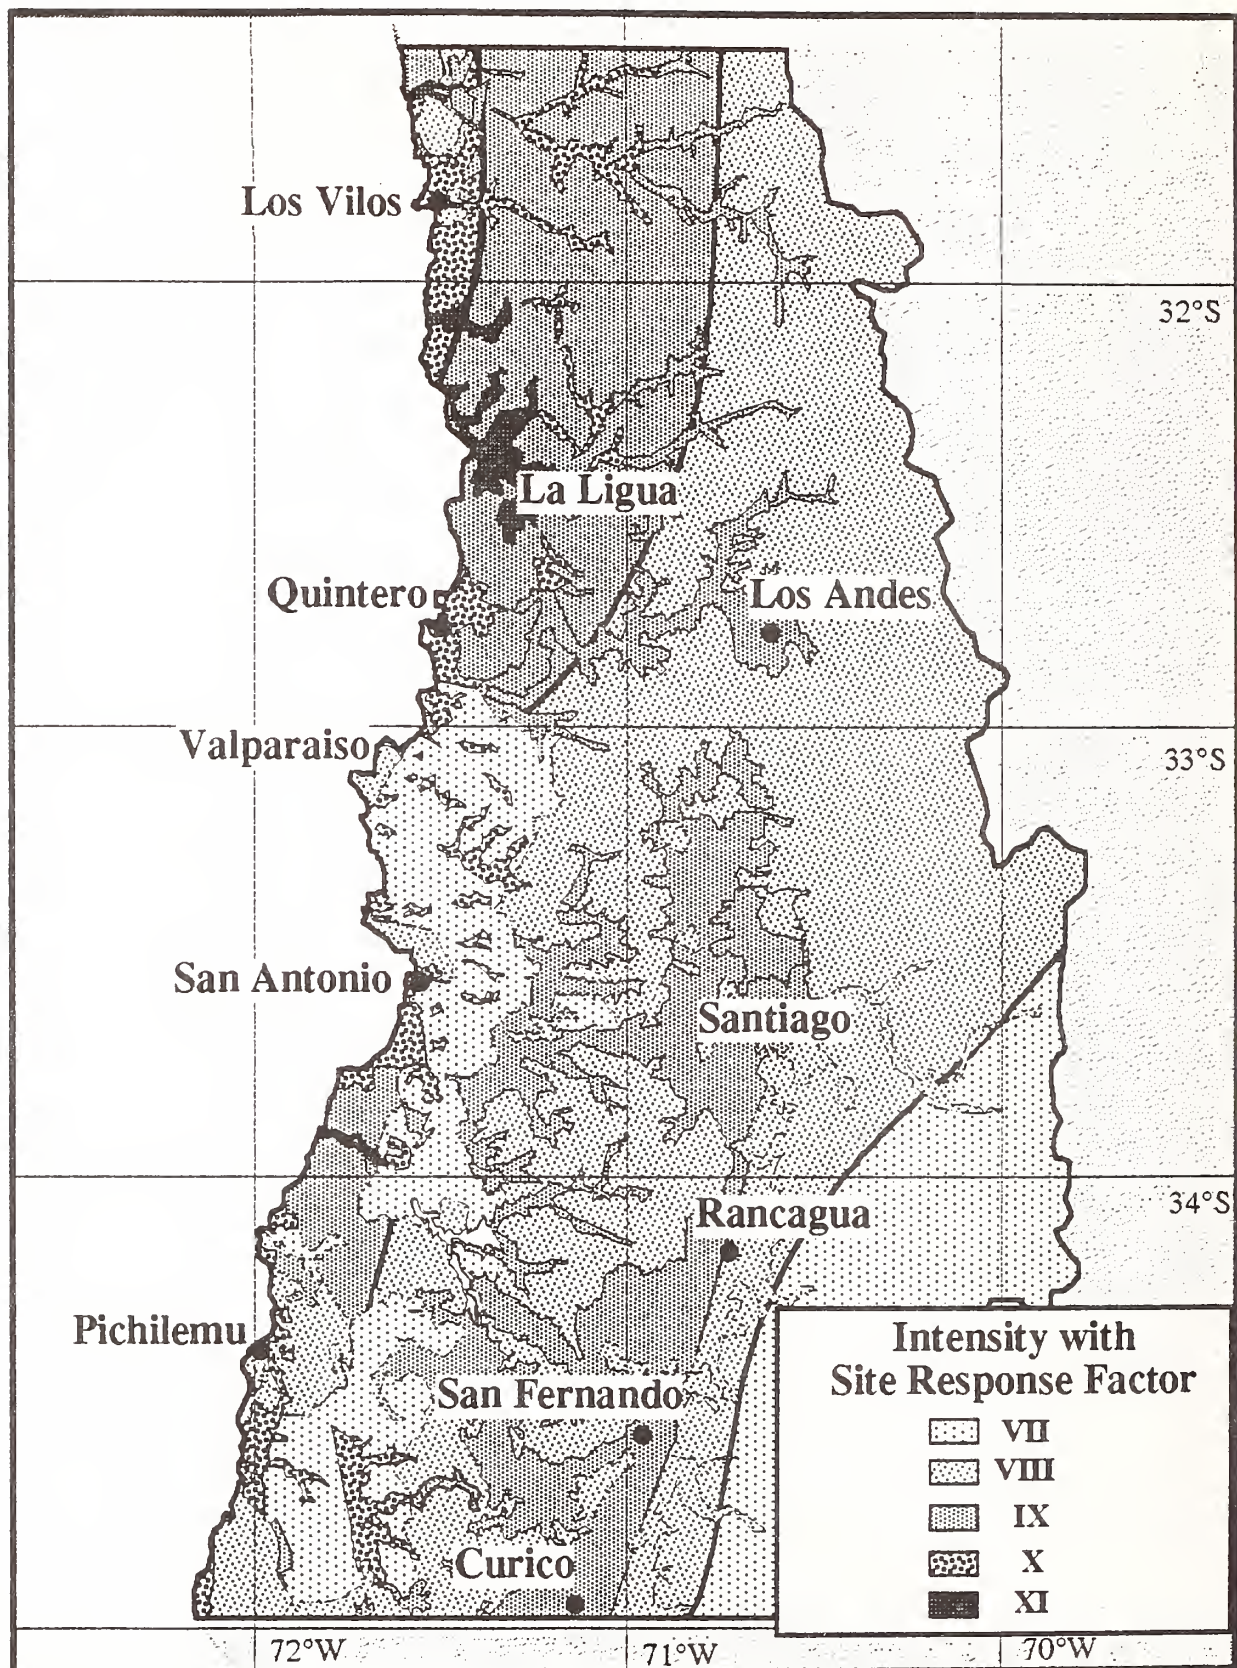 Los Vilos
32°S
La Ligua
Quintero
Los Andes
Valparaiso
33°S
San Antonio
Santiago
34°S
Rancagua
Pichilemu
Intensity with
Site Response Factor
San Fernando
VII
VIII
IX
X
Curico
XI
72°W
71°W
70°W